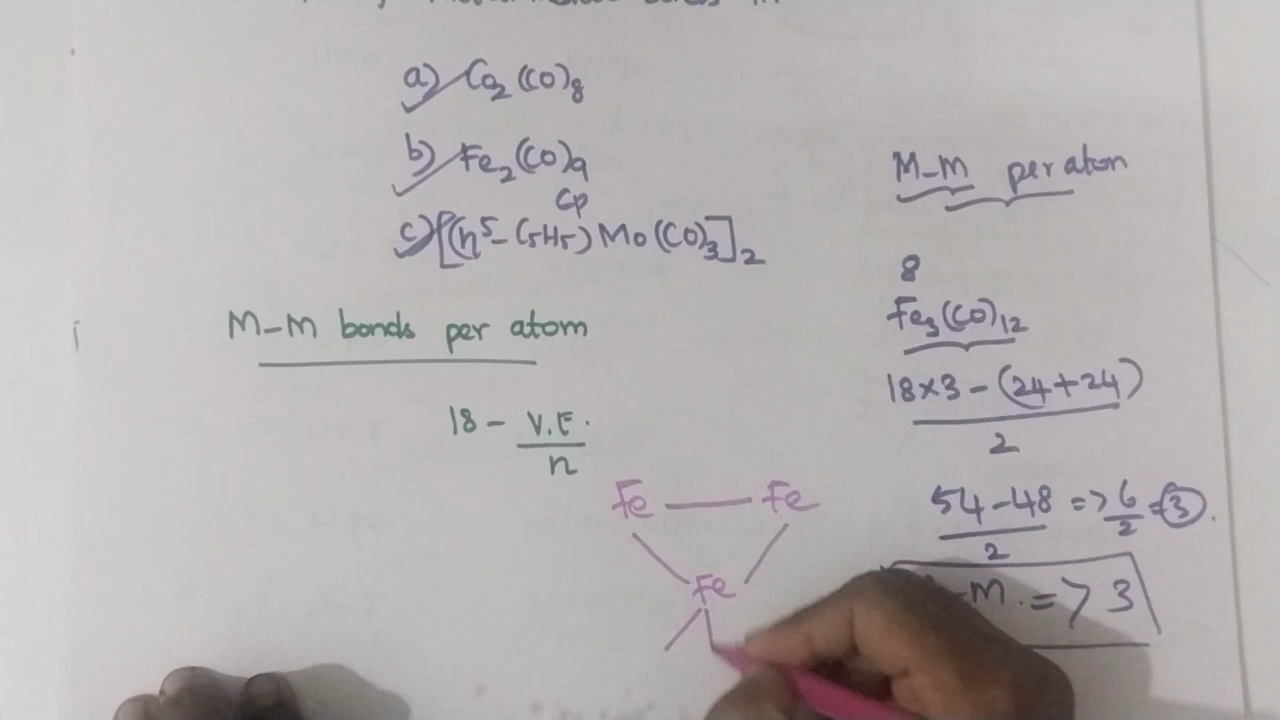 a) Co₂(CO)₈
b) Fe₂(CO)₉
Cp
c) [(η⁵-C₅H₅)Mo(CO)₃]₂
M-M bonds per atom
18 - V.E. / n
Fe — Fe
Fe
M-M per atom
8
Fe₃(CO)₁₂
18×3-(24+24) / 2
54-48 / 2 => 6/2 = 3.
-M. => 3